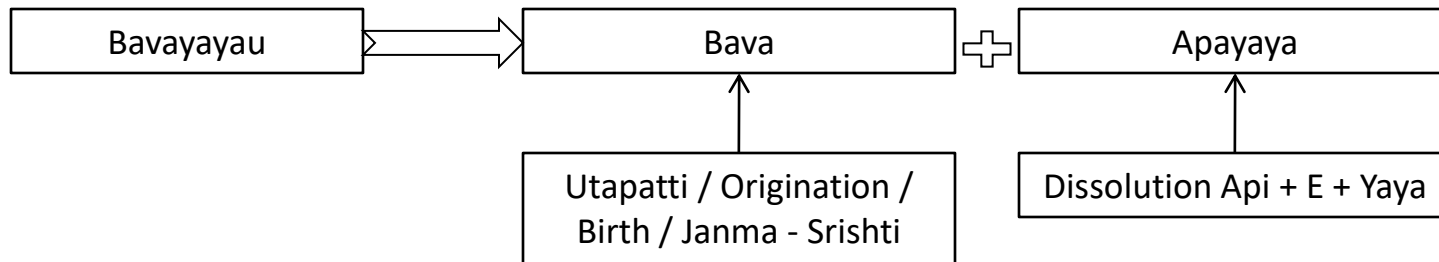 Bavayayau
Bava
Apayaya
Utapatti / Origination /
Birth / Janma - Srishti
Dissolution Api + E + Yaya